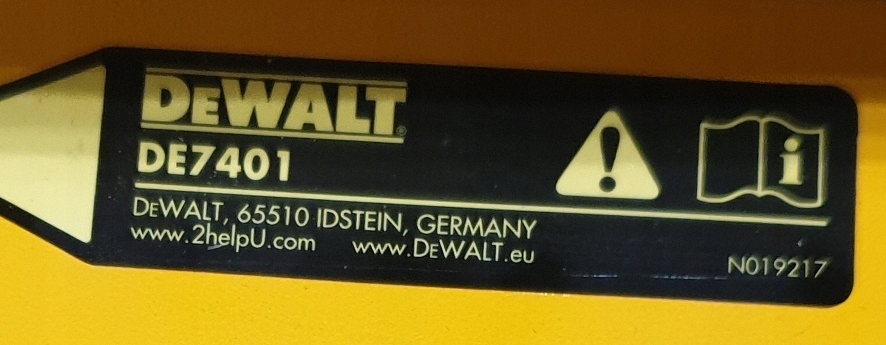 DEWALT®
DE7401
DEWALT, 65510 IDSTEIN, GERMANY
www.2helpU.com www.DEWALT.eu
N019217
i